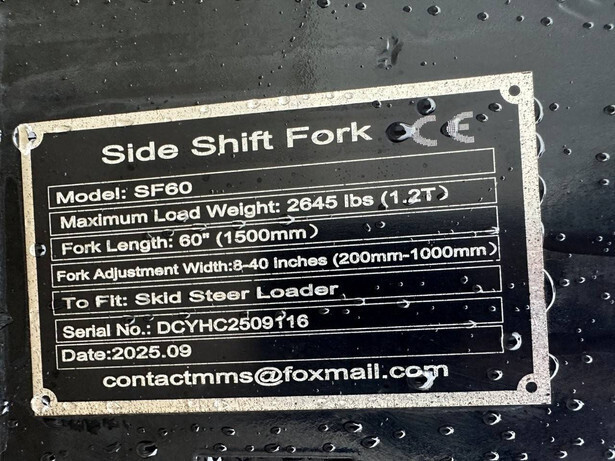 Side Shift Fork CE
Model: SF60
Maximum Load Weight: 2645 lbs (1.2T)
Fork Length: 60" (1500mm)
Fork Adjustment Width:8-40 inches (200mm-1000mm)
To Fit: Skid Steer Loader
Serial No.: DCYHC2509116
Date:2025.09
contactmms@foxmail.com